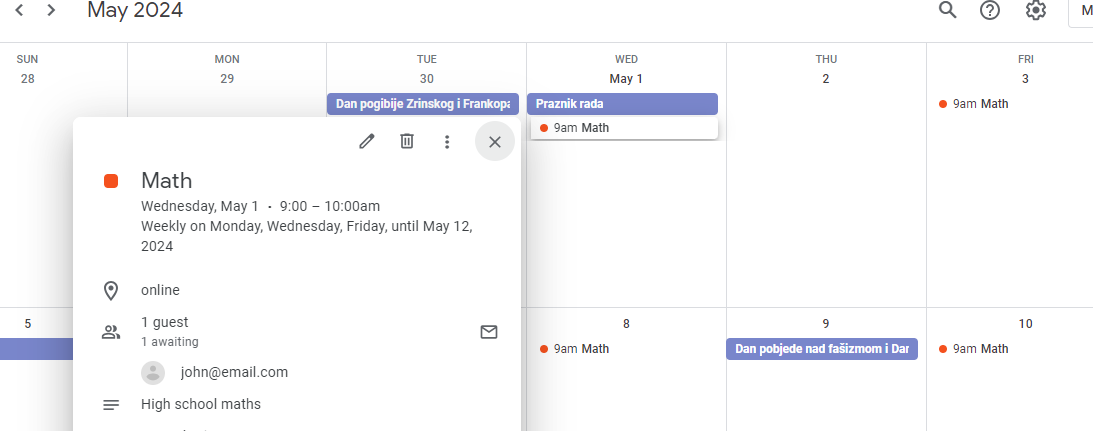 May 2024
M
SUN
MON
TUE
WED
THU
FRI
28
29
30
May 1
2
3
Dan pogibije Zrinskog i Frankopa
Praznik rada
9am Math
9am Math
Math
Wednesday, May 1 · 9:00 – 10:00am
Weekly on Monday, Wednesday, Friday, until May 12,
2024
online
1 guest
1 awaiting
john@email.com
High school maths
5
8
9
10
9am Math
Dan pobjede nad fašizmom i Dan
9am Math